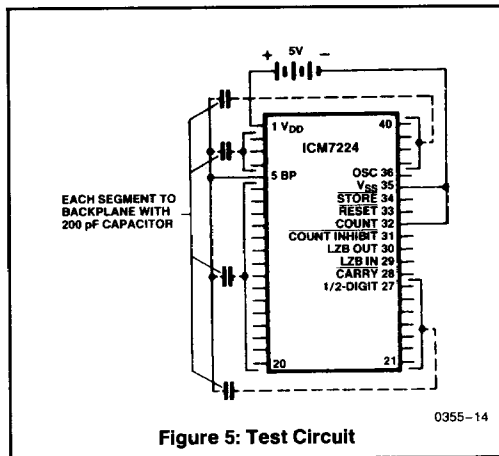 + 5V −
1 VDD
40
ICM7224
5 BP
OSC 36
VSS 35
STORE 34
RESET 33
COUNT 32
COUNT INHIBIT 31
LZB OUT 30
LZB IN 29
CARRY 28
1/2-DIGIT 27
EACH SEGMENT TO
BACKPLANE WITH
200 pF CAPACITOR
20
21
0355–14
Figure 5: Test Circuit